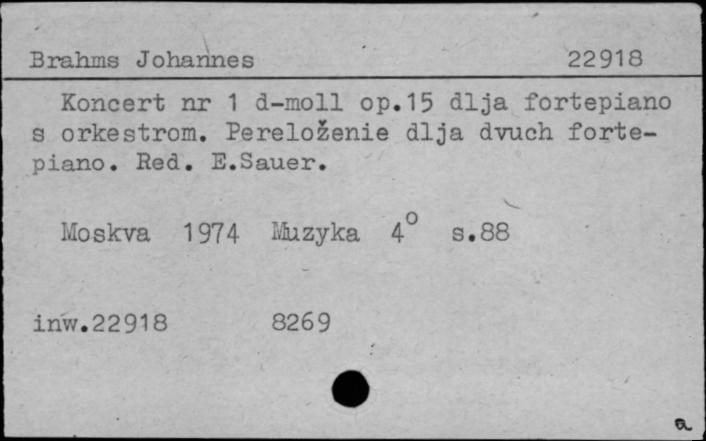 Brahms Johannes 22918
Koncert nr 1 d-moll op.15 dlja fortepiano
s orkestrom. Pereloženie dlja dvuch forte-
piano. Red. E.Sauer.
Moskva 1974 Muzyka 4° s.88
inw.22918 8269
a